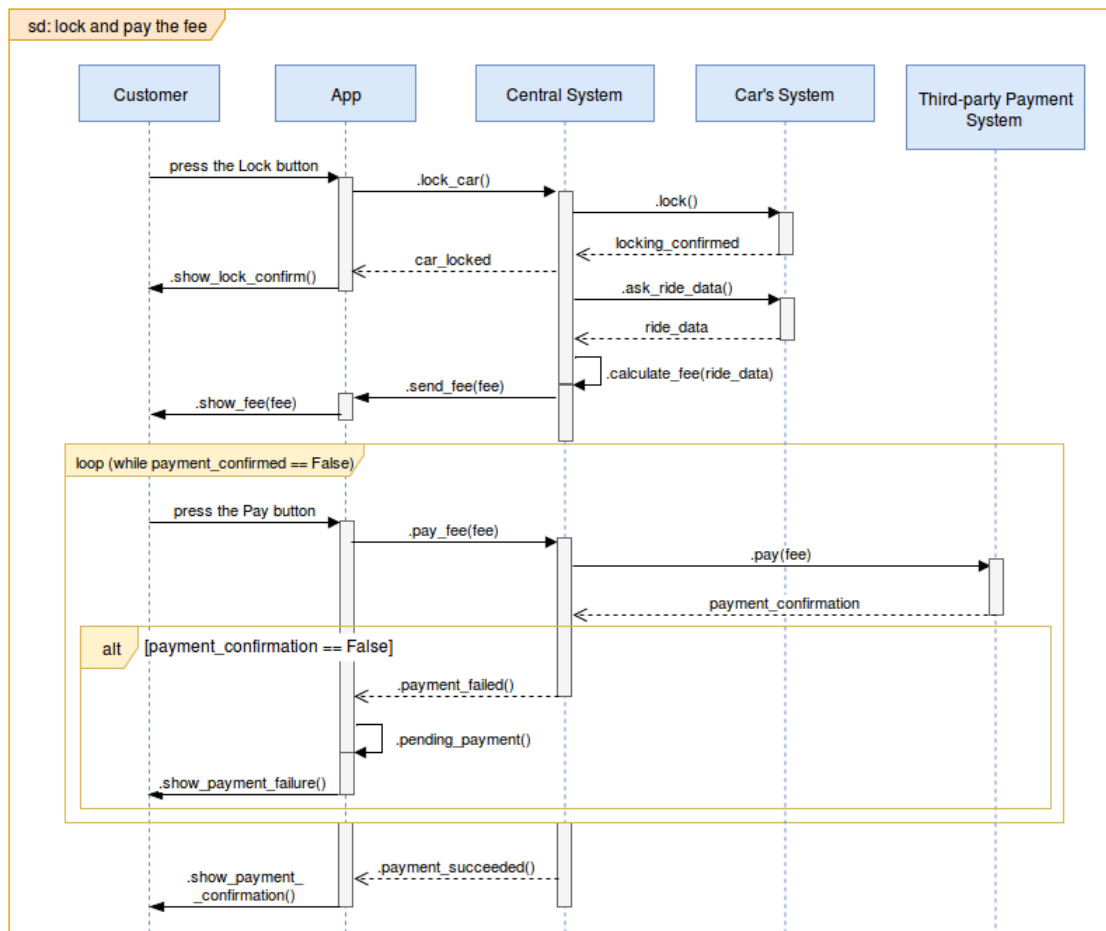 sd: lock and pay the fee
Customer
App
Central System
Car's System
Third-party Payment
System
press the Lock button
.lock_car()
.lock()
locking_confirmed
car_locked
.show_lock_confirm()
.ask_ride_data()
ride_data
.calculate_fee(ride_data)
.send_fee(fee)
.show_fee(fee)
loop (while payment_confirmed == False)
press the Pay button
.pay_fee(fee)
.pay(fee)
payment_confirmation
alt
[payment_confirmation == False]
.payment_failed()
.pending_payment()
.show_payment_failure()
.payment_succeeded()
.show_payment_
_confirmation()